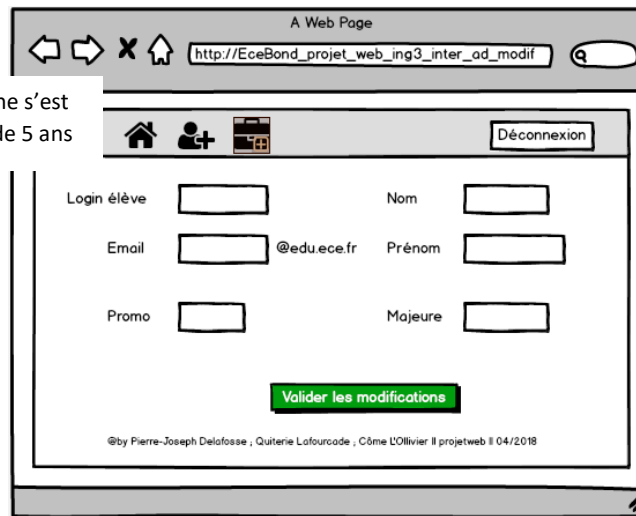 A Web Page
http://EceBond_projet_web_ing3_inter_ad_modif
ne s'est
de 5 ans
Déconnexion
Login élève
Nom
Email
@edu.ece.fr
Prénom
Promo
Majeure
Valider les modifications
@by Pierre-Joseph Delafosse ; Quiterie Lafourcade ; Côme L'Ollivier II projetweb II 04/2018